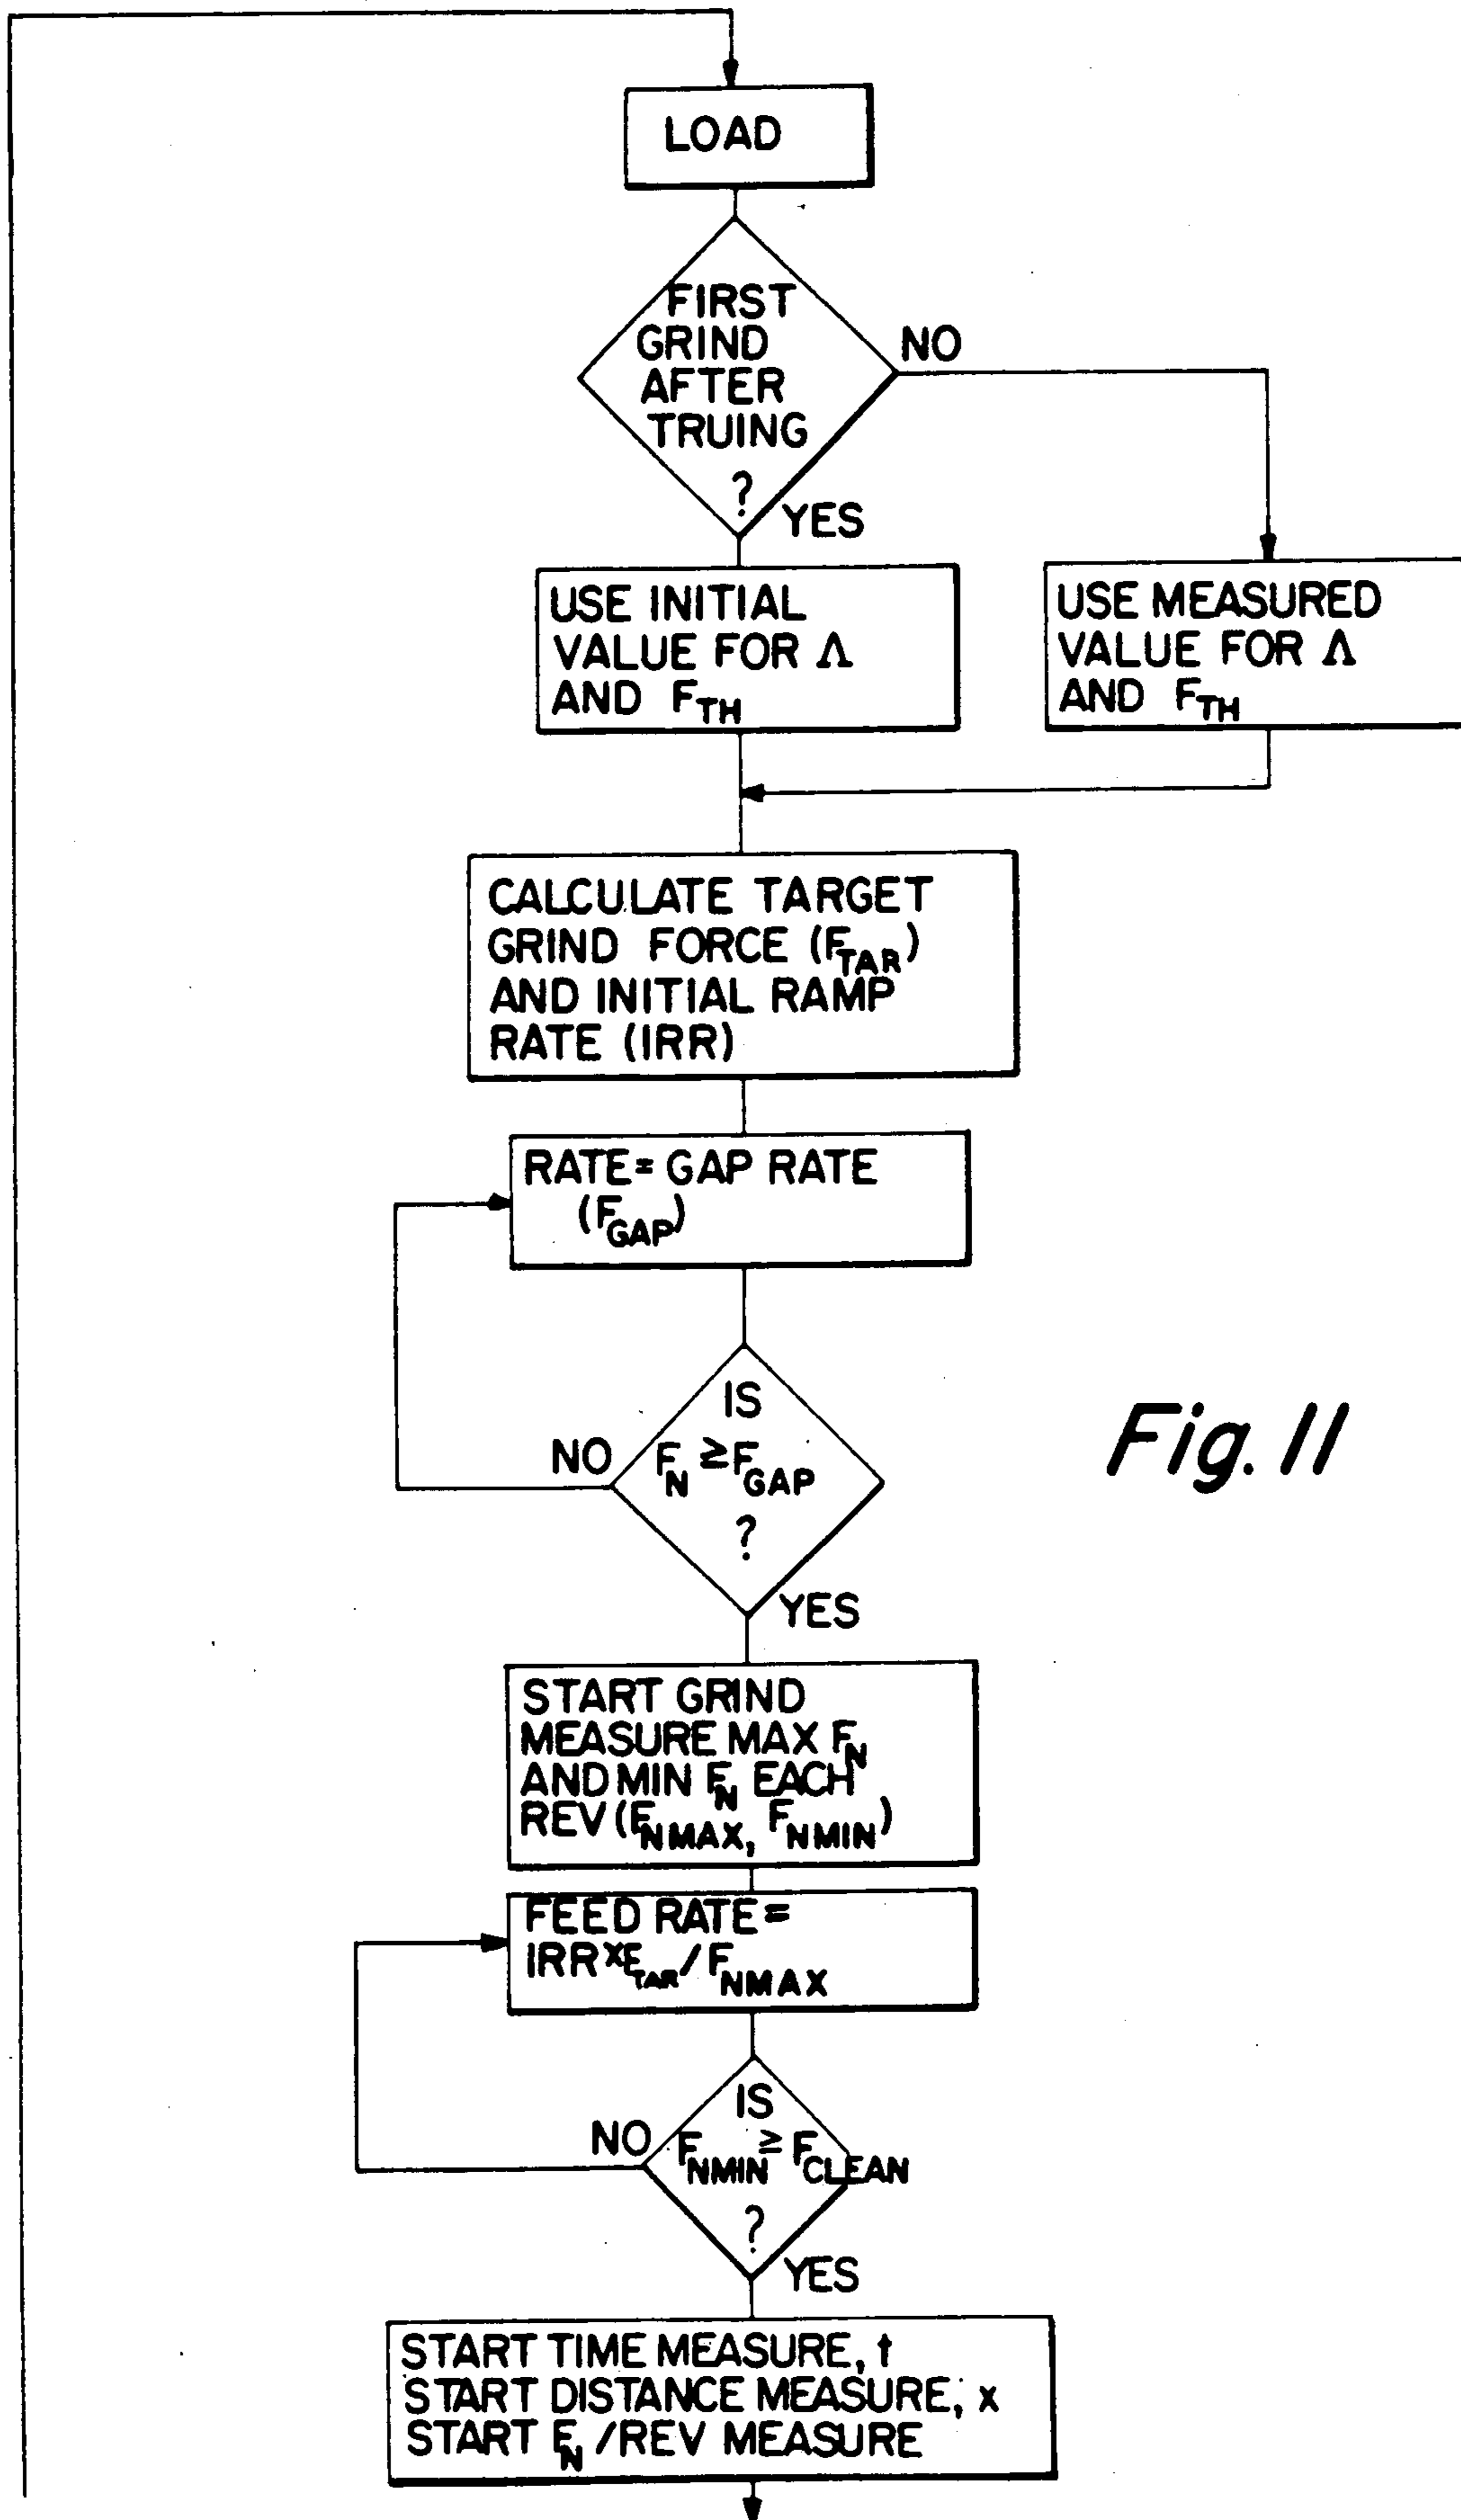 LOAD
FIRST
GRIND
AFTER
TRUING
?
NO
YES
USE INITIAL
VALUE FOR Λ
AND F_TH
USE MEASURED
VALUE FOR Λ
AND F_TH
CALCULATE TARGET
GRIND FORCE (F_TAR)
AND INITIAL RAMP
RATE (IRR)
RATE = GAP RATE
(F_GAP)
IS
F_N ≥ F_GAP
?
NO
YES
Fig. 11
START GRIND
MEASURE MAX F_N
AND MIN F_N EACH
REV (F_NMAX, F_NMIN)
FEED RATE =
IRR × F_TAR / F_NMAX
IS
F_NMIN ≥ F_CLEAN
?
NO
YES
START TIME MEASURE, t
START DISTANCE MEASURE, x
START F_N /REV MEASURE